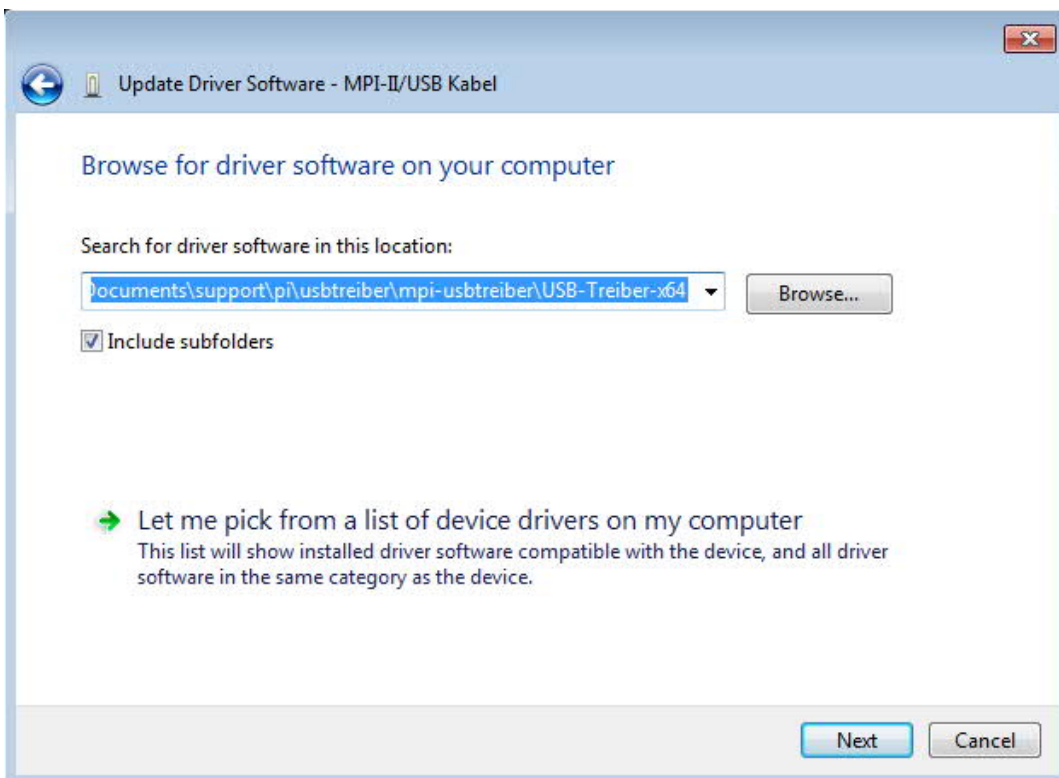 Update Driver Software - MPI-II/USB Kabel
Browse for driver software on your computer
Search for driver software in this location:
Documents\support\pi\usbtreiber\mpi-usbtreiber\USB-Treiber-x64
Browse...
Include subfolders
Let me pick from a list of device drivers on my computer
This list will show installed driver software compatible with the device, and all driver
software in the same category as the device.
Next
Cancel